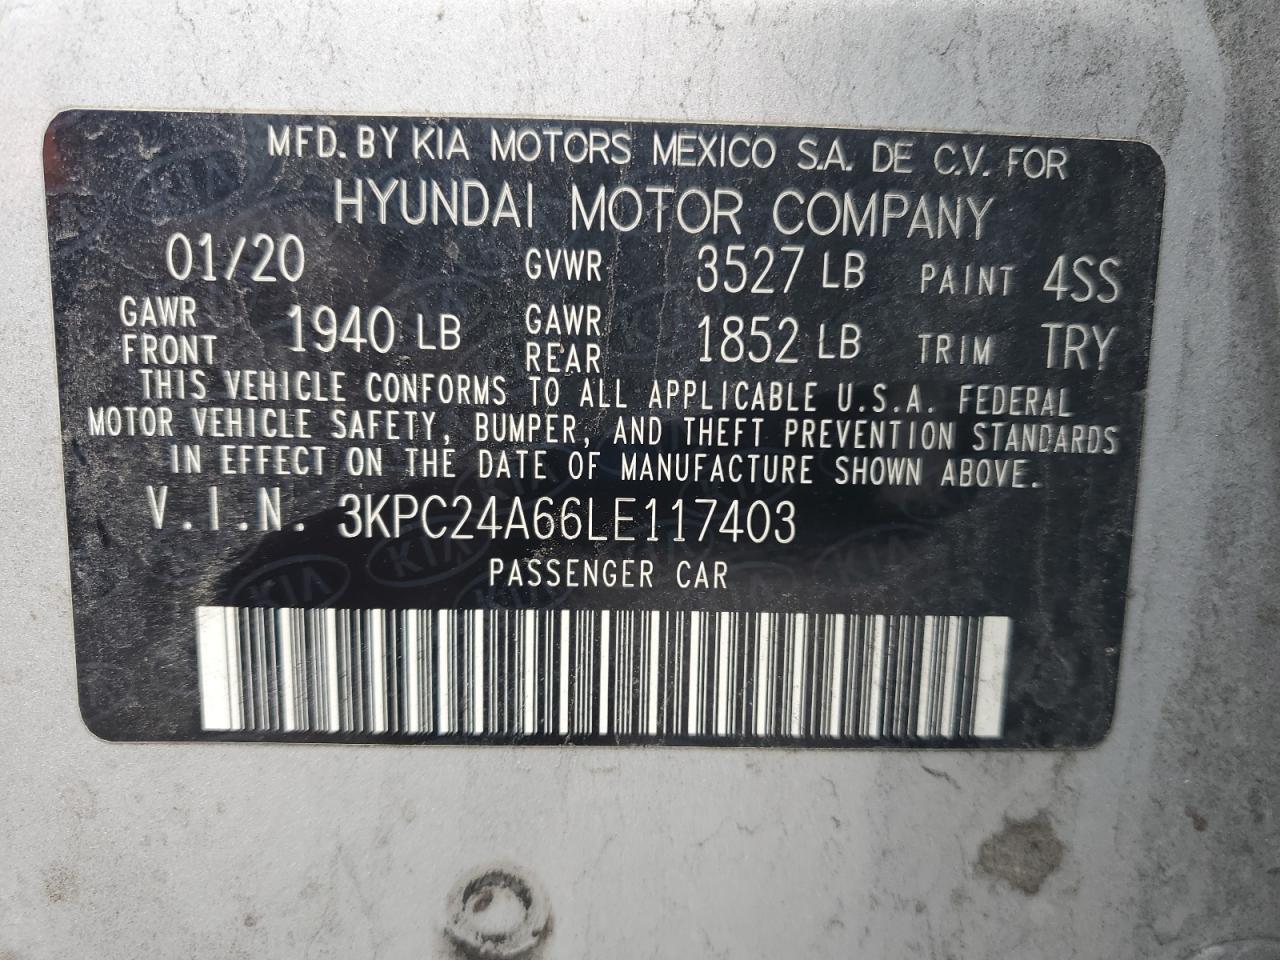 MFD. BY KIA MOTORS MEXICO S.A. DE C.V. FOR
HYUNDAI MOTOR COMPANY
01/20 GVWR 3527 LB PAINT 4SS
GAWR FRONT 1940 LB GAWR REAR 1852 LB TRIM TRY
THIS VEHICLE CONFORMS TO ALL APPLICABLE U.S.A. FEDERAL
MOTOR VEHICLE SAFETY, BUMPER, AND THEFT PREVENTION STANDARDS
IN EFFECT ON THE DATE OF MANUFACTURE SHOWN ABOVE.
V.I.N. 3KPC24A66LE117403
PASSENGER CAR